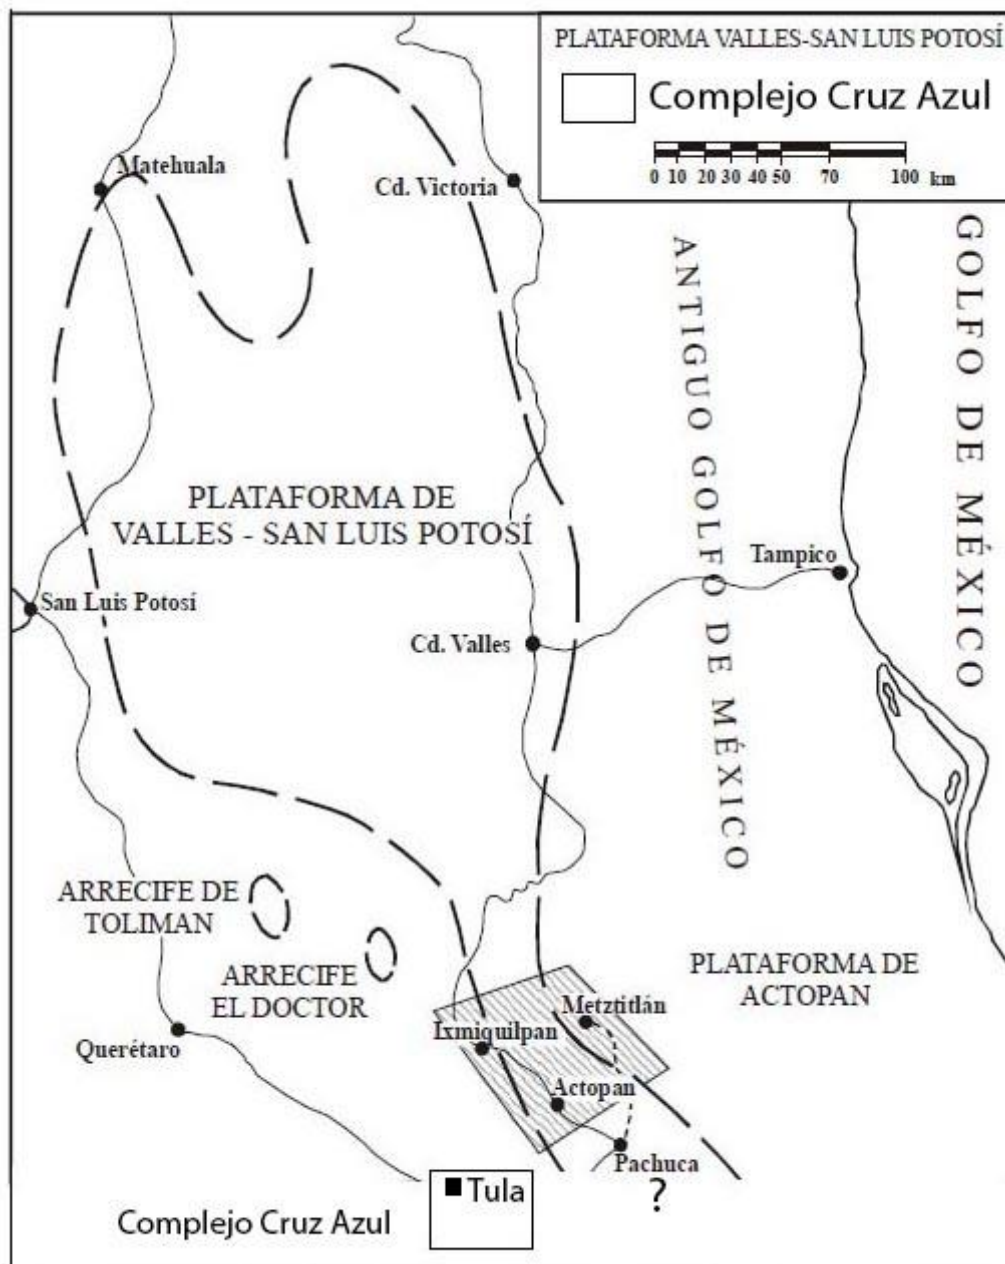 PLATAFORMA VALLES-SAN LUIS POTOSÍ
Complejo Cruz Azul
0 10 20 30 40 50 70 100 km
Matehuala
Cd. Victoria
GOLFO DE MÉXICO
ANTIGUO GOLFO DE MÉXICO
PLATAFORMA DE
VALLES - SAN LUIS POTOSÍ
Tampico
San Luis Potosí
Cd. Valles
ARRECIFE DE
TOLIMAN
ARRECIFE
EL DOCTOR
PLATAFORMA DE
ACTOPAN
Metztitlán
Ixmiquilpan
Querétaro
Actopan
Pachuca
?
Tula
Complejo Cruz Azul